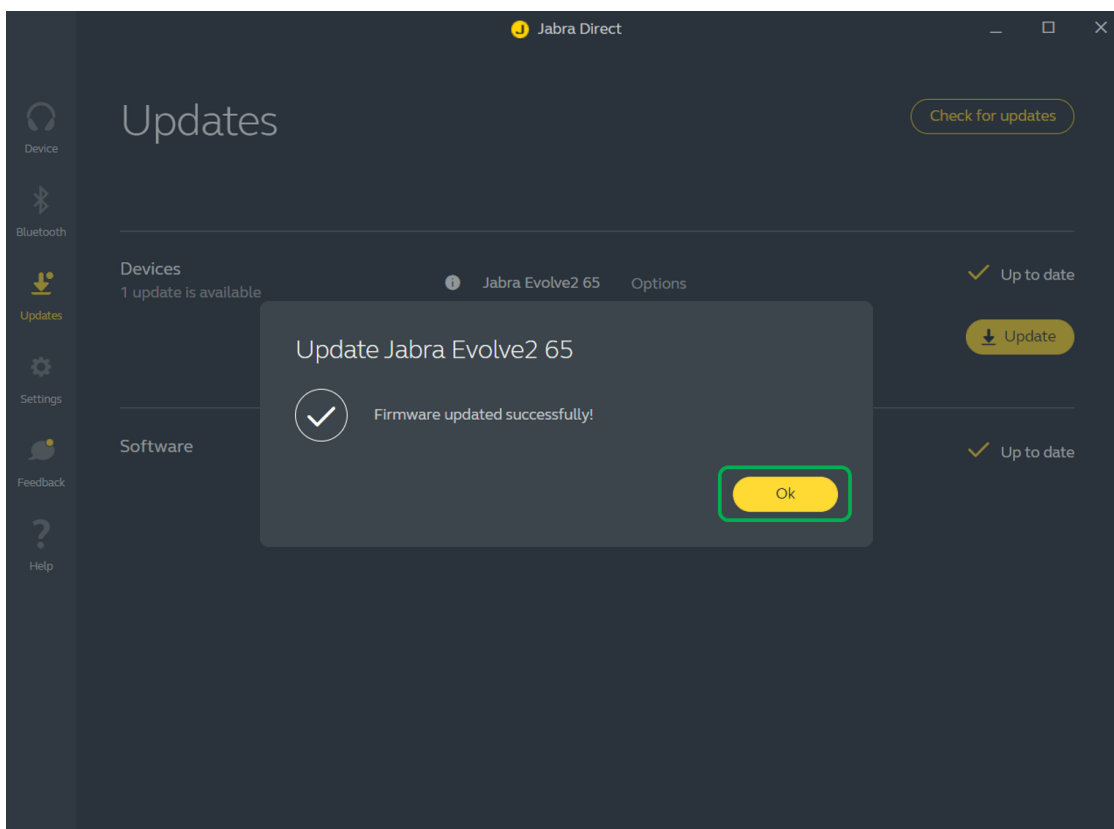 Jabra Direct
Updates
Check for updates
Device
Bluetooth
Updates
Settings
Feedback
Help
Devices
1 update is available
Jabra Evolve2 65 Options
Up to date
Update
Update Jabra Evolve2 65
Firmware updated successfully!
Ok
Software
Up to date